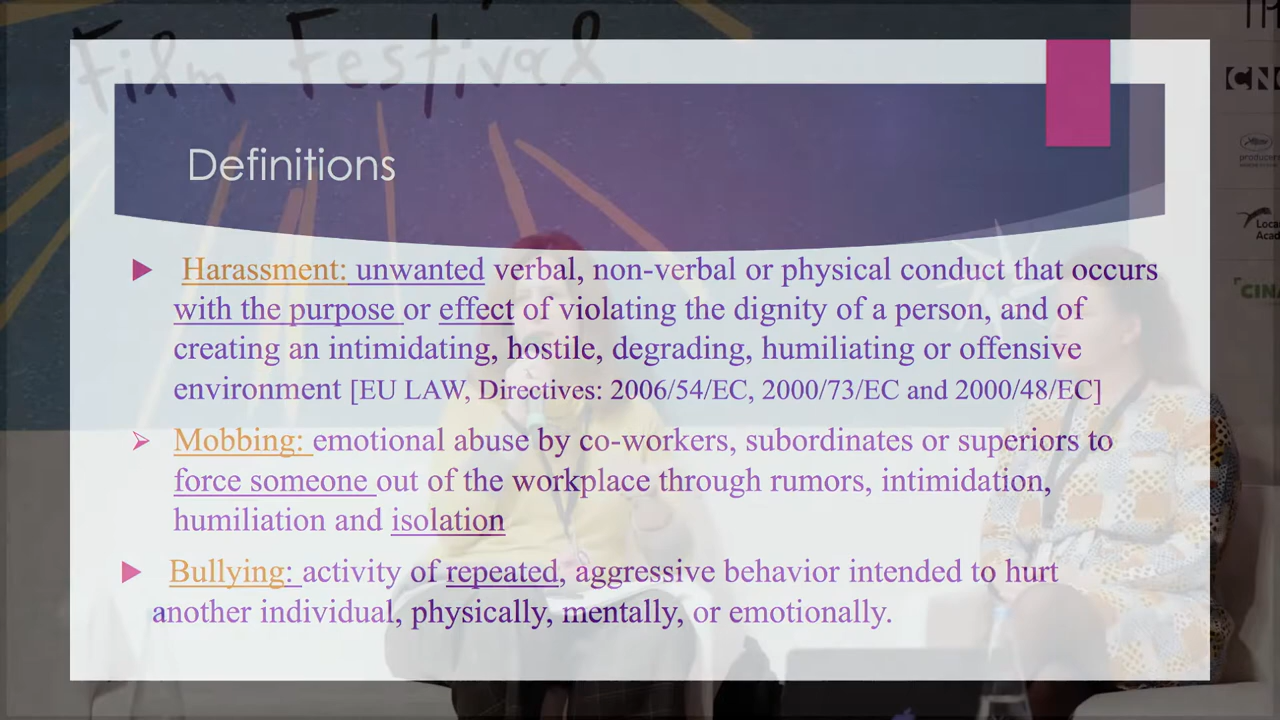 Film Festival
CN
producers
Loca
Acad
CINA
Definitions
Harassment: unwanted verbal, non-verbal or physical conduct that occurs
with the purpose or effect of violating the dignity of a person, and of
creating an intimidating, hostile, degrading, humiliating or offensive
environment [EU LAW, Directives: 2006/54/EC, 2000/73/EC and 2000/48/EC]
Mobbing: emotional abuse by co-workers, subordinates or superiors to
force someone out of the workplace through rumors, intimidation,
humiliation and isolation
Bullying: activity of repeated, aggressive behavior intended to hurt
another individual, physically, mentally, or emotionally.